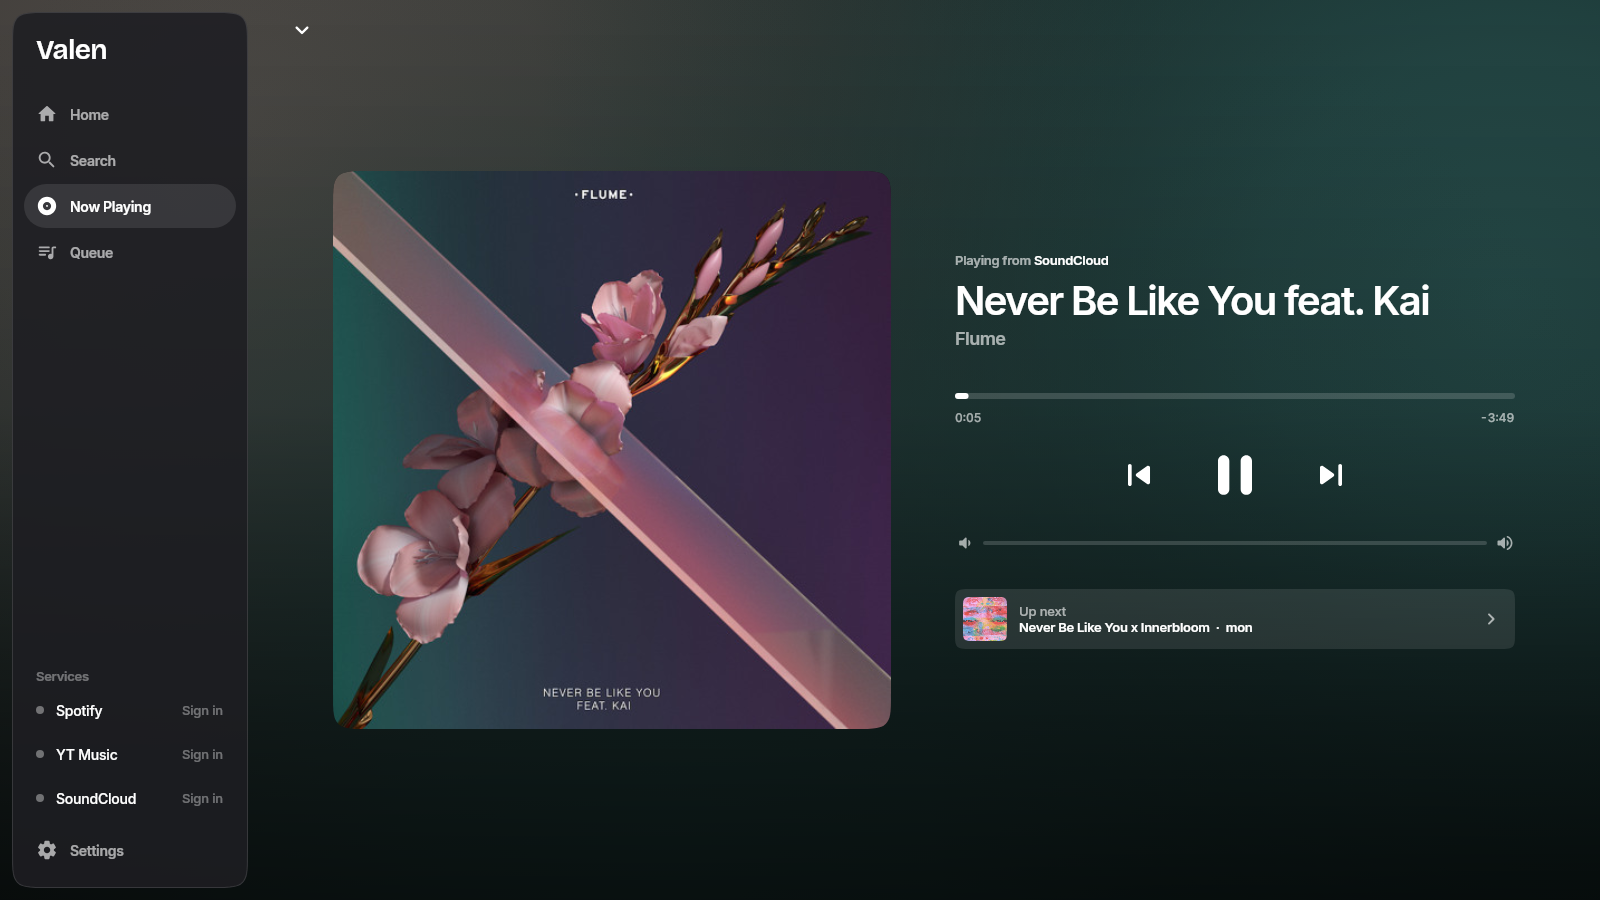 Valen
Home
Search
Now Playing
Queue
Services
Spotify Sign in
YT Music Sign in
SoundCloud Sign in
Settings
· FLUME ·
NEVER BE LIKE YOU
FEAT. KAI
Playing from SoundCloud
Never Be Like You feat. Kai
Flume
0:05 -3:49
Up next
Never Be Like You x Innerbloom · mon